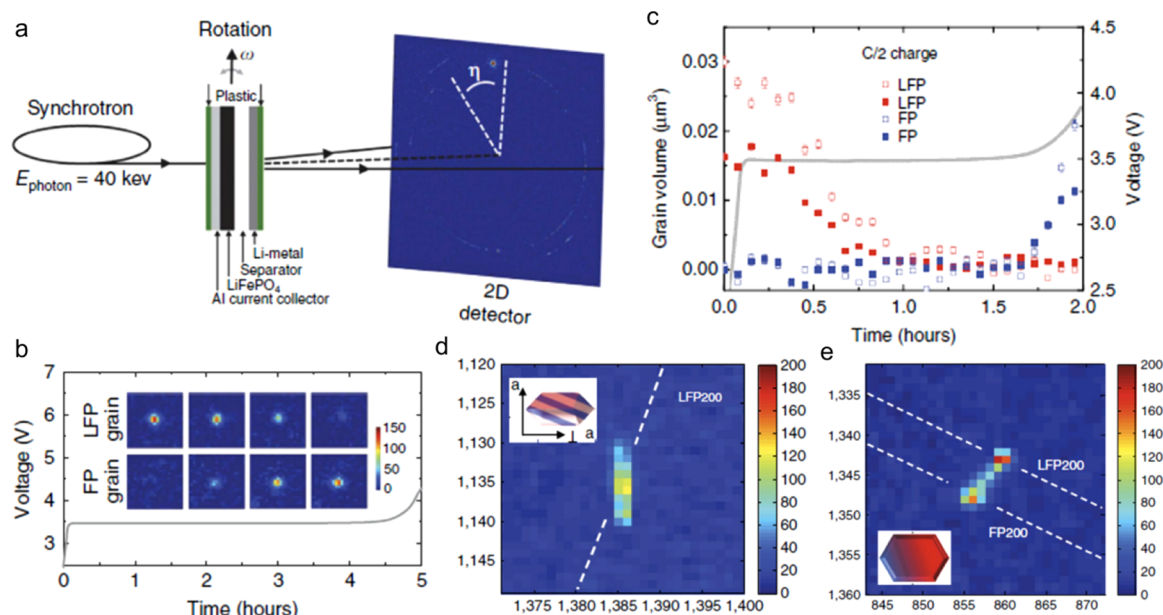 a
Rotation
ω
Plastic
Synchrotron
E photon = 40 kev
η
Li-metal
Separator
LiFePO4
Al current collector
2D
detector
b
Voltage (V)
7
6
5
4
3
LFP
grain
FP
grain
150
100
50
0
0 1 2 3 4 5
Time (hours)
c
Grain volume (μm³)
0.03
0.02
0.01
0.00
C/2 charge
LFP
LFP
FP
FP
4.5
4.0
3.5
3.0
2.5
Voltage (V)
0.0 0.5 1.0 1.5 2.0
Time (hours)
d
1,120
1,125
1,130
1,135
1,140
1,145
a
a
LFP200
200
180
160
140
120
100
80
60
40
20
0
1,375 1,380 1,385 1,390 1,395 1,400
e
1,331
1,340
1,345
1,350
1,355
1,360
LFP200
FP200
200
180
160
140
120
100
80
60
40
20
0
845 850 855 860 865 870